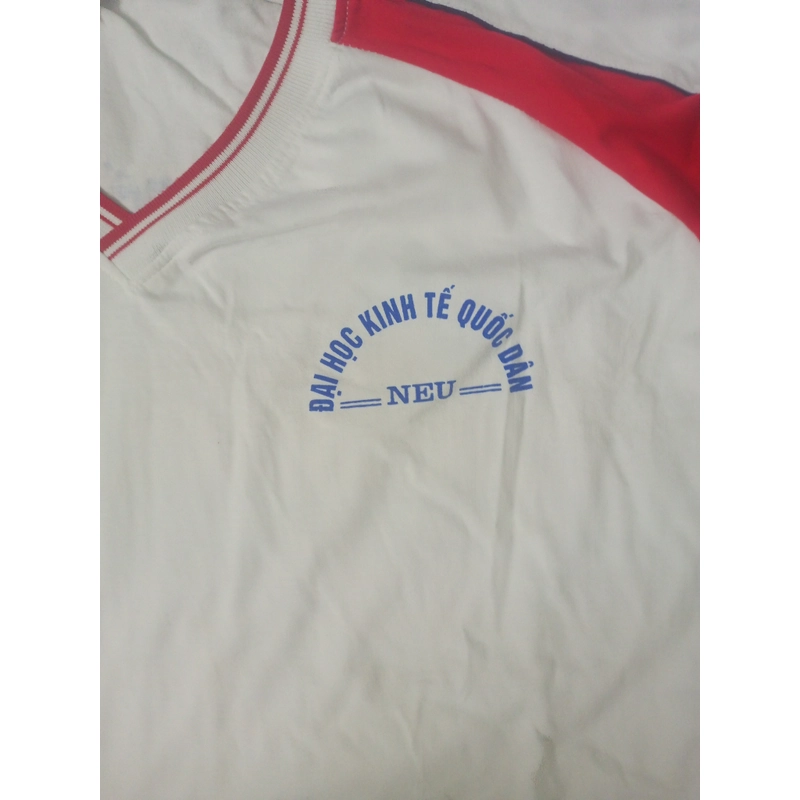 ĐẠI HỌC KINH TẾ QUỐC DÂN
NEU